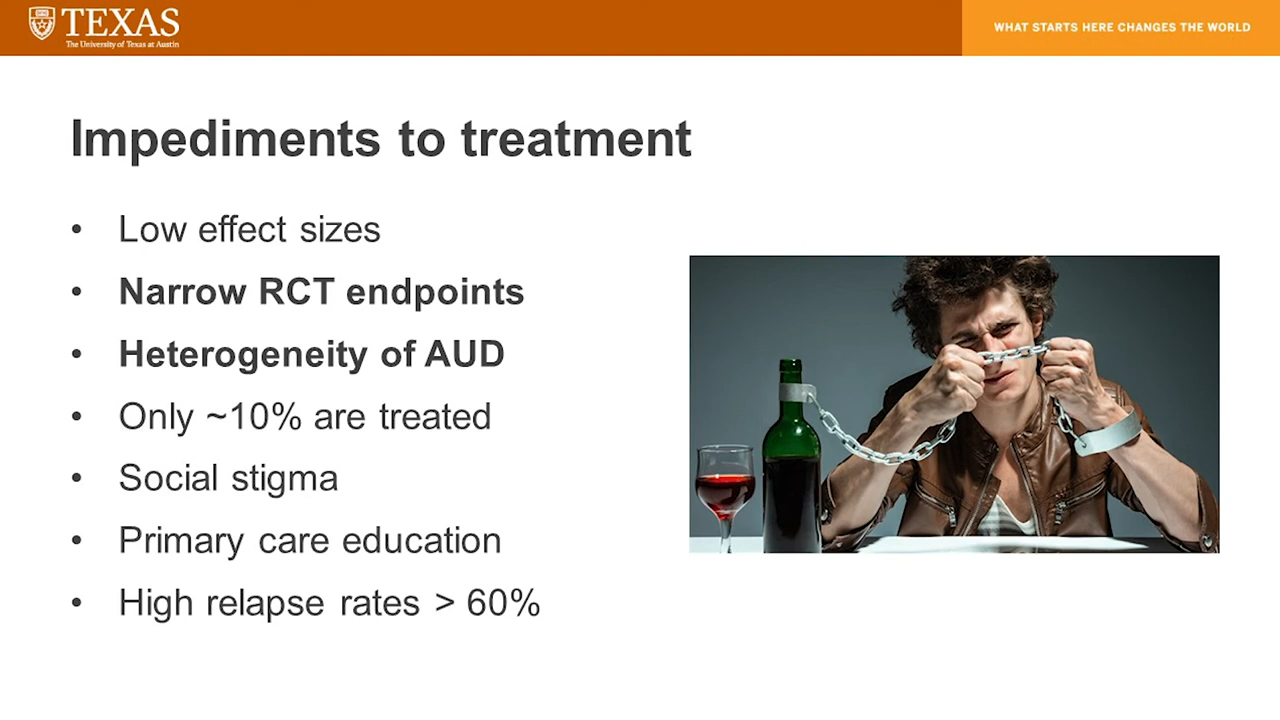 TEXAS
The University of Texas at Austin
WHAT STARTS HERE CHANGES THE WORLD
Impediments to treatment
• Low effect sizes
• Narrow RCT endpoints
• Heterogeneity of AUD
• Only ~10% are treated
• Social stigma
• Primary care education
• High relapse rates > 60%